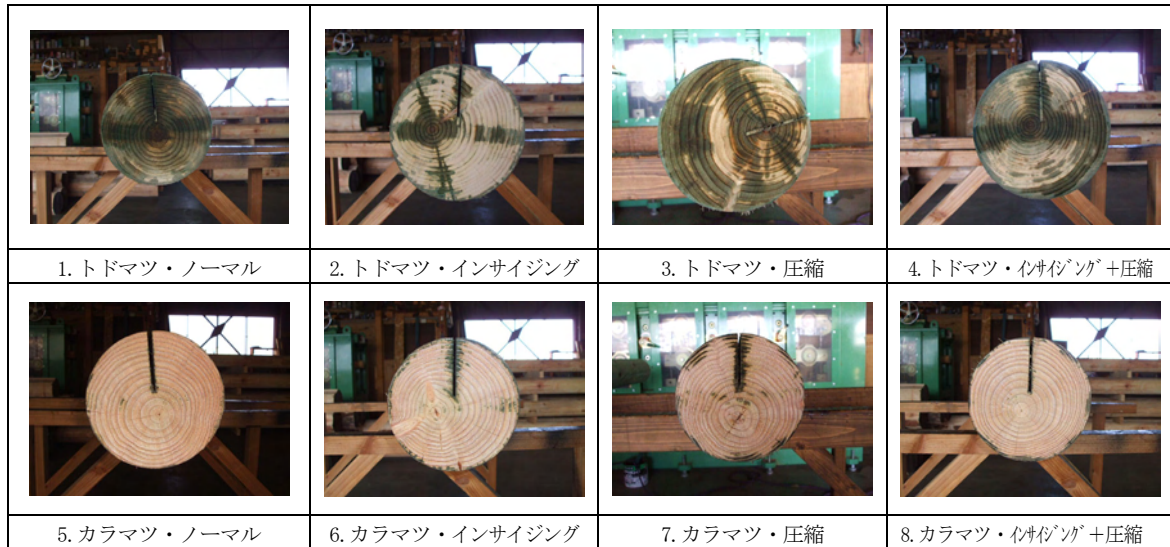 1. トドマツ・ノーマル
2. トドマツ・インサイジング
3. トドマツ・圧縮
4. トドマツ・ｲﾝｻｲｼﾞﾝｸﾞ+圧縮
5. カラマツ・ノーマル
6. カラマツ・インサイジング
7. カラマツ・圧縮
8. カラマツ・ｲﾝｻｲｼﾞﾝｸﾞ+圧縮